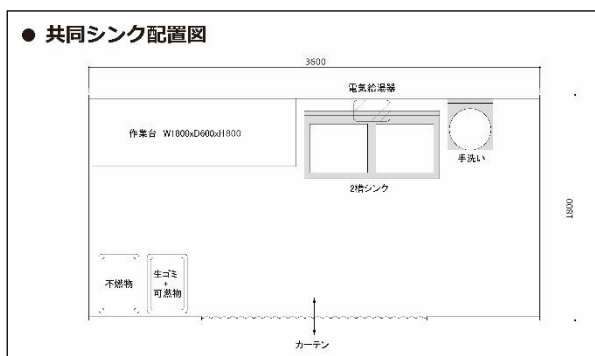 ● 共同シンク配置図
3600
電気給湯器
作業台 W1800xD600xH800
手洗い
2槽シンク
1800
不燃物
生ゴミ
+
可燃物
カーテン